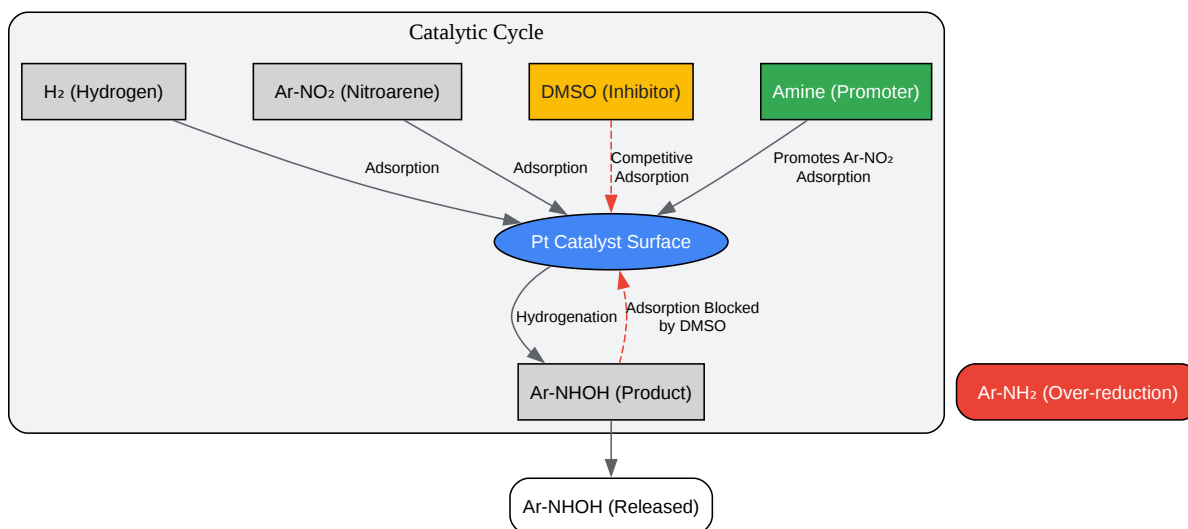 Catalytic Cycle
H₂ (Hydrogen)
Ar-NO₂ (Nitroarene)
DMSO (Inhibitor)
Amine (Promoter)
Adsorption
Adsorption
Competitive
Adsorption
Promotes Ar-NO₂
Adsorption
Pt Catalyst Surface
Hydrogenation
Adsorption Blocked
by DMSO
Ar-NHOH (Product)
Ar-NH₂ (Over-reduction)
Ar-NHOH (Released)